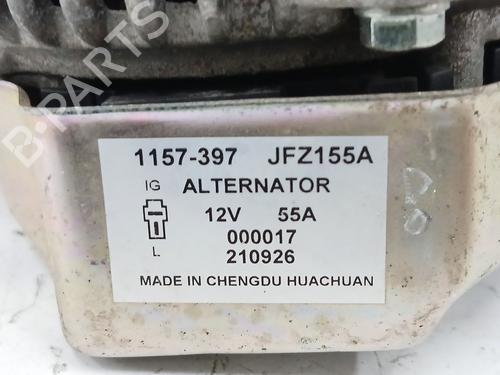 B-PARTS
1157-397 JFZ155A
IG ALTERNATOR
12V 55A
000017
L 210926
MADE IN CHENGDU HUACHUAN